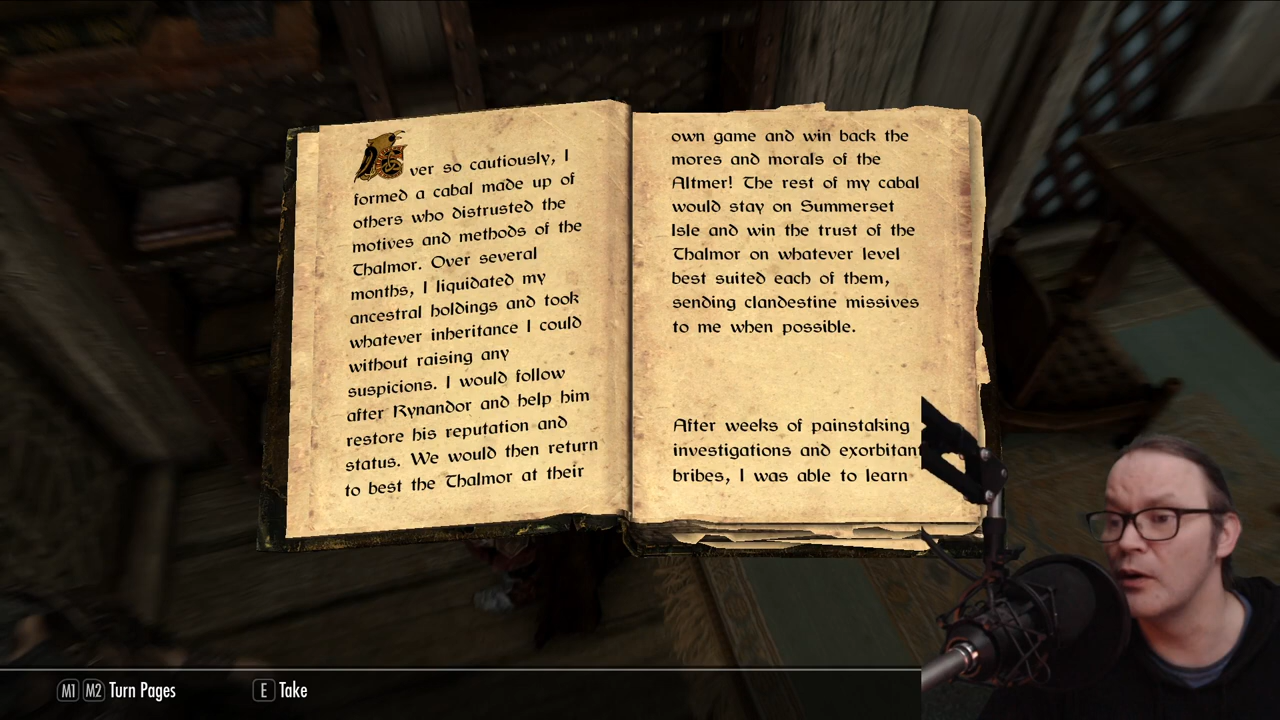 Ever so cautiously, I
formed a cabal made up of
others who distrusted the
motives and methods of the
Thalmor. Over several
months, I liquidated my
ancestral holdings and took
whatever inheritance I could
without raising any
suspicions. I would follow
after Rynandor and help him
restore his reputation and
status. We would then return
to best the Thalmor at their
own game and win back the
mores and morals of the
Altmer! The rest of my cabal
would stay on Summerset
Isle and win the trust of the
Thalmor on whatever level
best suited each of them,
sending clandestine missives
to me when possible.
After weeks of painstaking
investigations and exorbitant
bribes, I was able to learn
M1 M2 Turn Pages
E Take